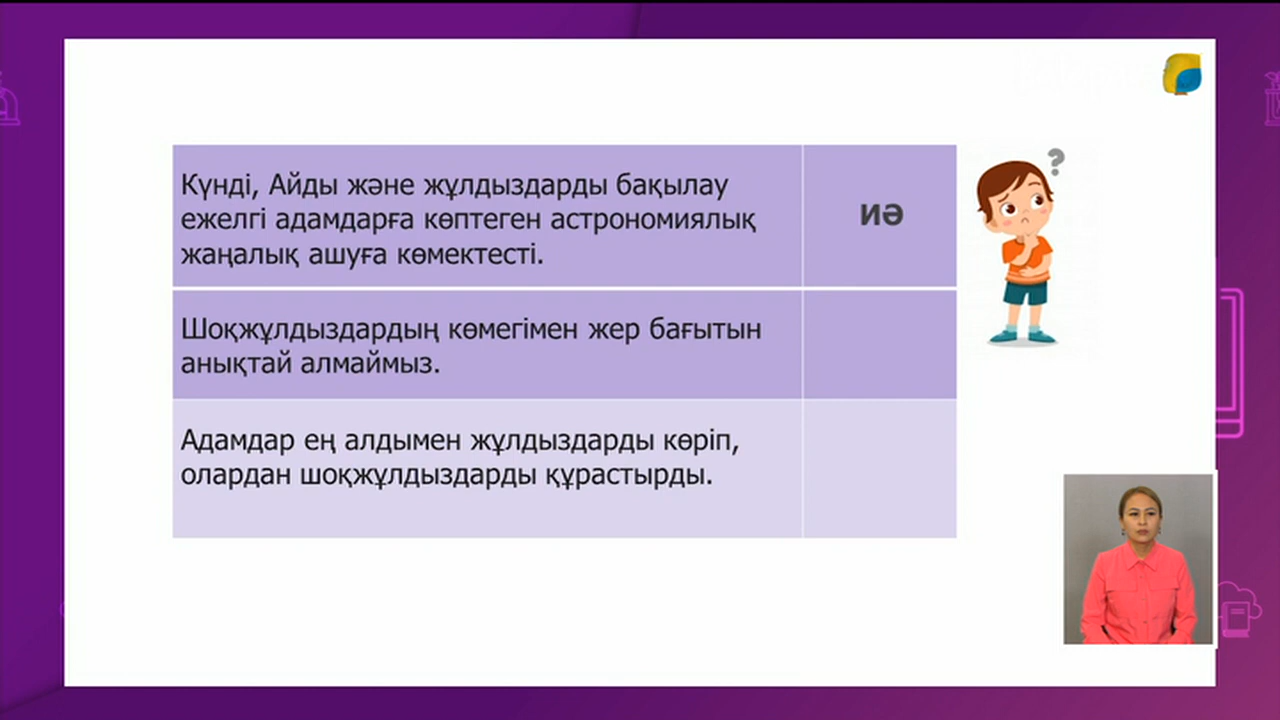 Күнді, Айды және жұлдыздарды бақылау
ежелгі адамдарға көптеген астрономиялық
жаңалық ашуға көмектесті.
иә
Шоқжұлдыздардың көмегімен жер бағытын
анықтай алмаймыз.
Адамдар ең алдымен жұлдыздарды көріп,
олардан шоқжұлдыздарды құрастырды.
?